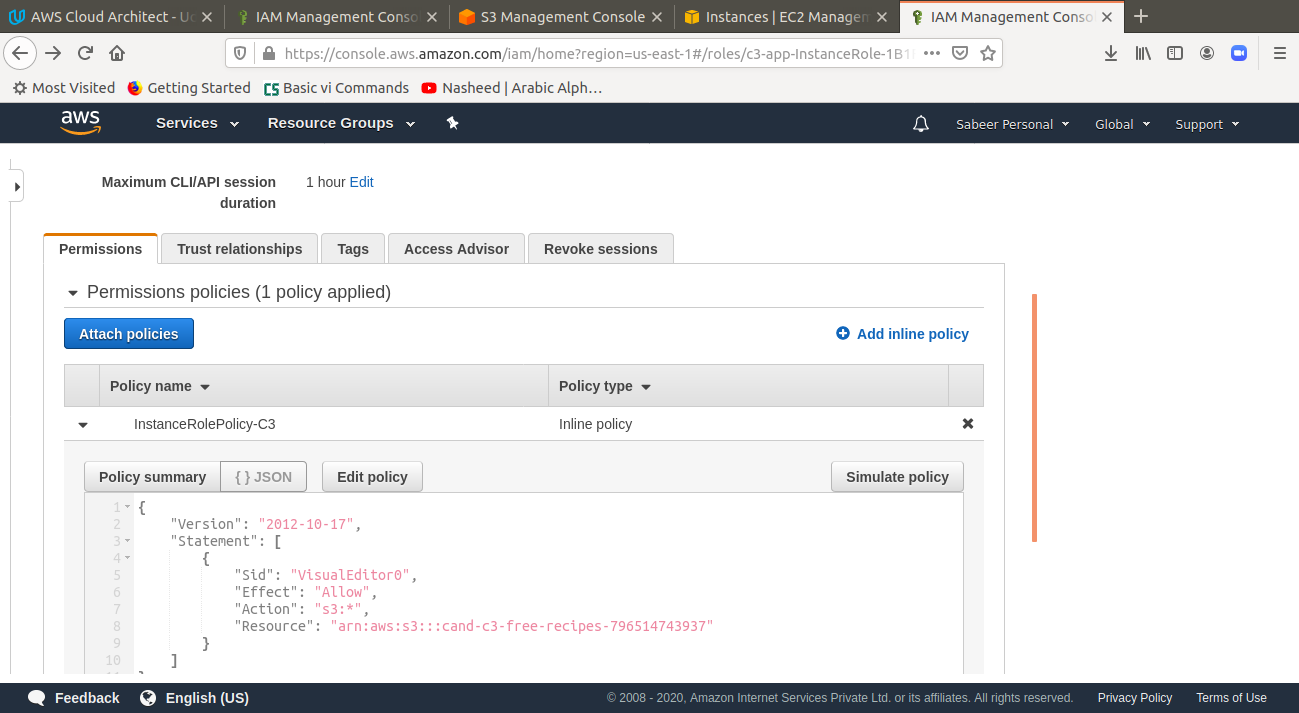 AWS Cloud Architect - Ud
IAM Management Conso
S3 Management Console
Instances | EC2 Managem
IAM Management Conso
https://console.aws.amazon.com/iam/home?region=us-east-1#/roles/c3-app-InstanceRole-1B1
Most Visited
Getting Started
Basic vi Commands
Nasheed | Arabic Alph…
aws
Services
Resource Groups
Sabeer Personal
Global
Support
Maximum CLI/API session
duration
1 hour Edit
Permissions
Trust relationships
Tags
Access Advisor
Revoke sessions
Permissions policies (1 policy applied)
Attach policies
Add inline policy
Policy name
Policy type
InstanceRolePolicy-C3
Inline policy
Policy summary
{ } JSON
Edit policy
Simulate policy
1 {
2 "Version": "2012-10-17",
3 "Statement": [
4 {
5 "Sid": "VisualEditor0",
6 "Effect": "Allow",
7 "Action": "s3:*",
8 "Resource": "arn:aws:s3:::cand-c3-free-recipes-796514743937"
9 }
10 ]
Feedback
English (US)
© 2008 - 2020, Amazon Internet Services Private Ltd. or its affiliates. All rights reserved.
Privacy Policy
Terms of Use